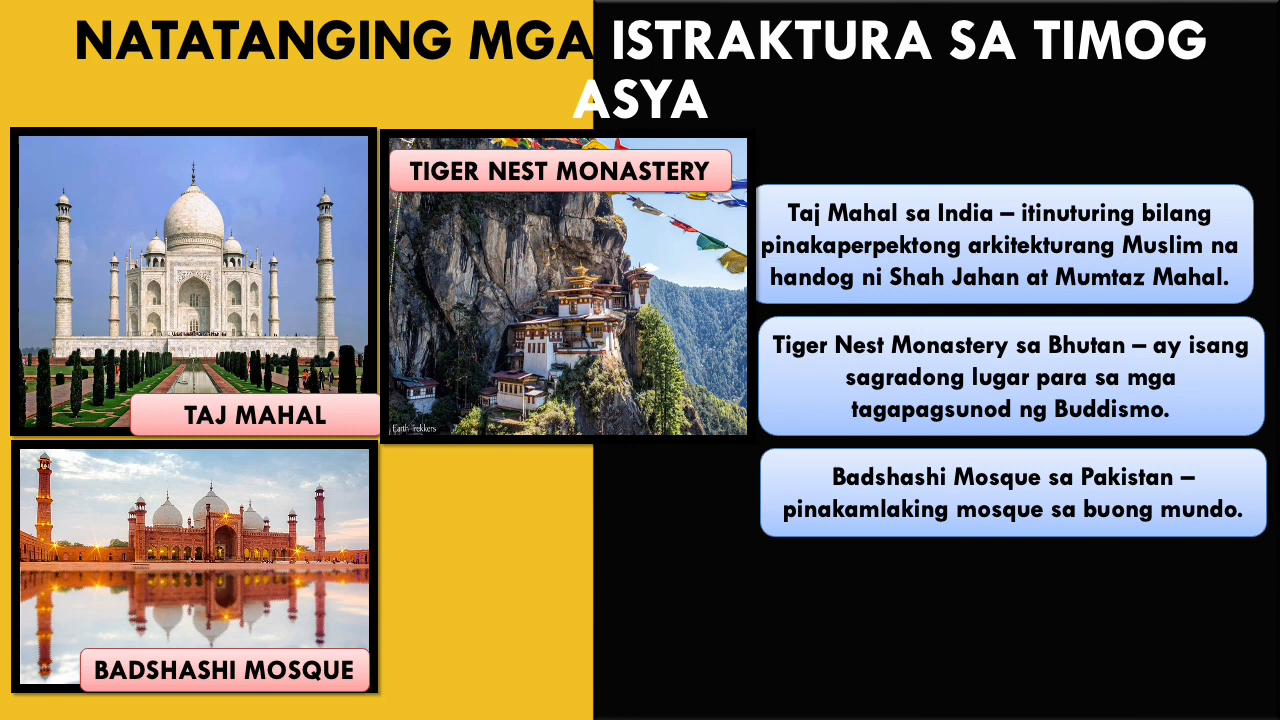 NATATANGING MGA ISTRAKTURA SA TIMOG
ASYA
TIGER NEST MONASTERY
TAJ MAHAL
Earth Trekkers
BADSHASHI MOSQUE
Taj Mahal sa India – itinuturing bilang
pinakaperpektong arkitekturang Muslim na
handog ni Shah Jahan at Mumtaz Mahal.
Tiger Nest Monastery sa Bhutan – ay isang
sagradong lugar para sa mga
tagapagsunod ng Buddismo.
Badshashi Mosque sa Pakistan –
pinakamlaking mosque sa buong mundo.